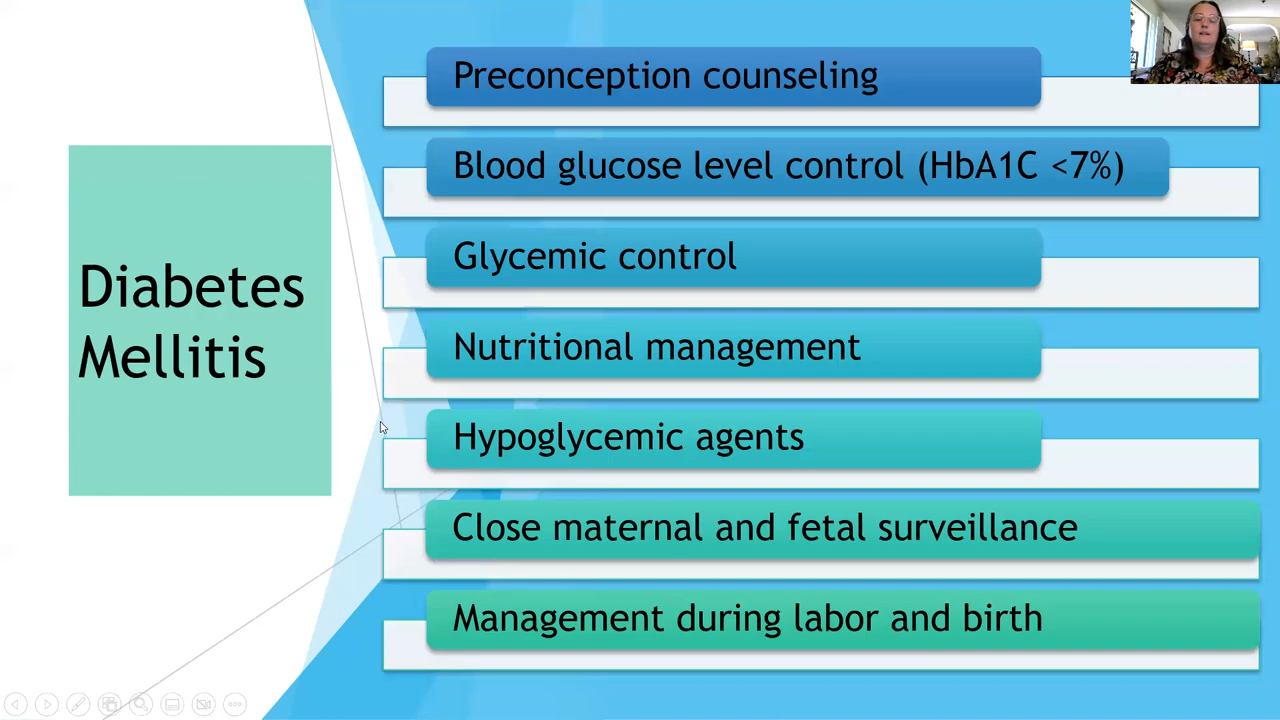 Diabetes
Mellitis
Preconception counseling
Blood glucose level control (HbA1C <7%)
Glycemic control
Nutritional management
Hypoglycemic agents
Close maternal and fetal surveillance
Management during labor and birth